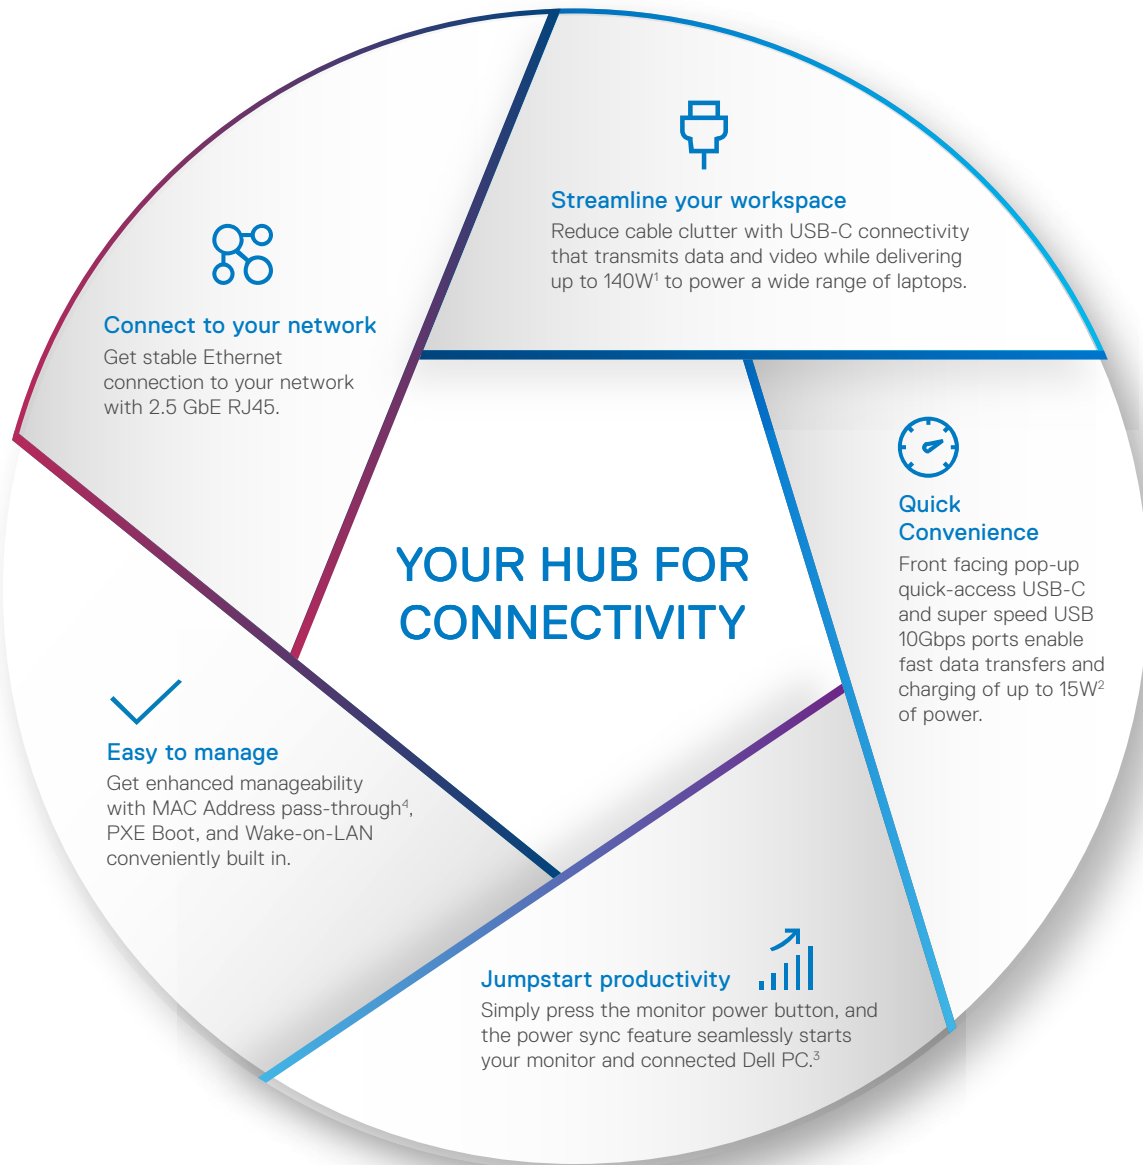 Streamline your workspace
Reduce cable clutter with USB-C connectivity
that transmits data and video while delivering
up to 140W¹ to power a wide range of laptops.
Connect to your network
Get stable Ethernet
connection to your network
with 2.5 GbE RJ45.
Quick
Convenience
Front facing pop-up
quick-access USB-C
and super speed USB
10Gbps ports enable
fast data transfers and
charging of up to 15W²
of power.
YOUR HUB FOR
CONNECTIVITY
Easy to manage
Get enhanced manageability
with MAC Address pass-through⁴,
PXE Boot, and Wake-on-LAN
conveniently built in.
Jumpstart productivity
Simply press the monitor power button, and
the power sync feature seamlessly starts
your monitor and connected Dell PC.³